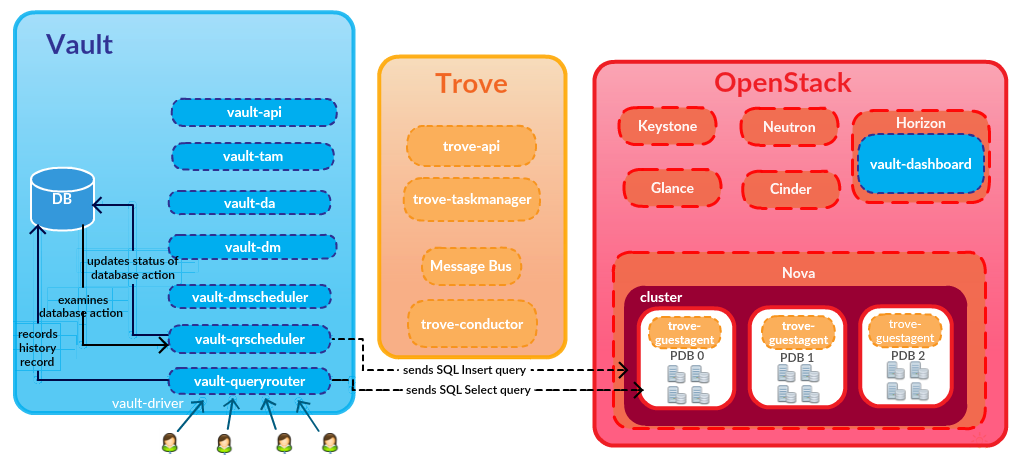 Vault
vault-api
vault-tam
vault-da
vault-dm
vault-dmscheduler
vault-qrscheduler
vault-queryrouter
vault-driver
DB
updates status of
database action
examines
database action
records
history
record
Trove
trove-api
trove-taskmanager
Message Bus
trove-conductor
sends SQL Insert query
sends SQL Select query
OpenStack
Keystone
Neutron
Horizon
vault-dashboard
Glance
Cinder
Nova
cluster
trove-
guestagent
PDB 0
trove-
guestagent
PDB 1
trove-
guestagent
PDB 2